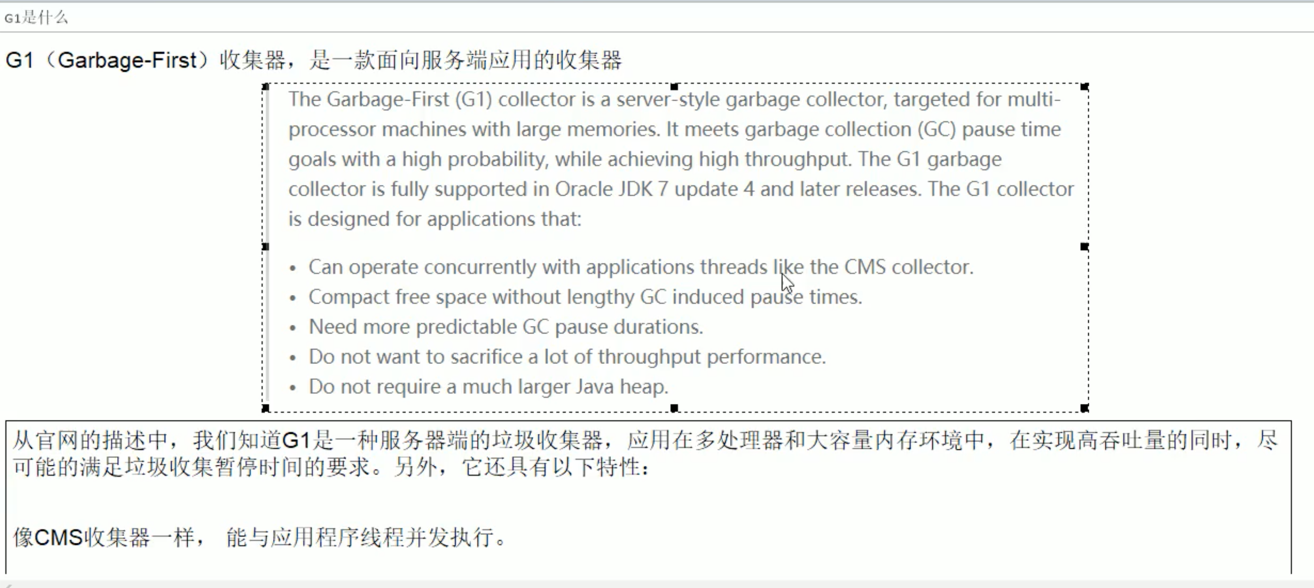 G1是什么
G1（Garbage-First）收集器，是一款面向服务端应用的收集器
The Garbage-First (G1) collector is a server-style garbage collector, targeted for multi-
processor machines with large memories. It meets garbage collection (GC) pause time
goals with a high probability, while achieving high throughput. The G1 garbage
collector is fully supported in Oracle JDK 7 update 4 and later releases. The G1 collector
is designed for applications that:
• Can operate concurrently with applications threads like the CMS collector.
• Compact free space without lengthy GC induced pause times.
• Need more predictable GC pause durations.
• Do not want to sacrifice a lot of throughput performance.
• Do not require a much larger Java heap.
从官网的描述中，我们知道G1是一种服务器端的垃圾收集器，应用在多处理器和大容量内存环境中，在实现高吞吐量的同时，尽
可能的满足垃圾收集暂停时间的要求。另外，它还具有以下特性：
像CMS收集器一样， 能与应用程序线程并发执行。